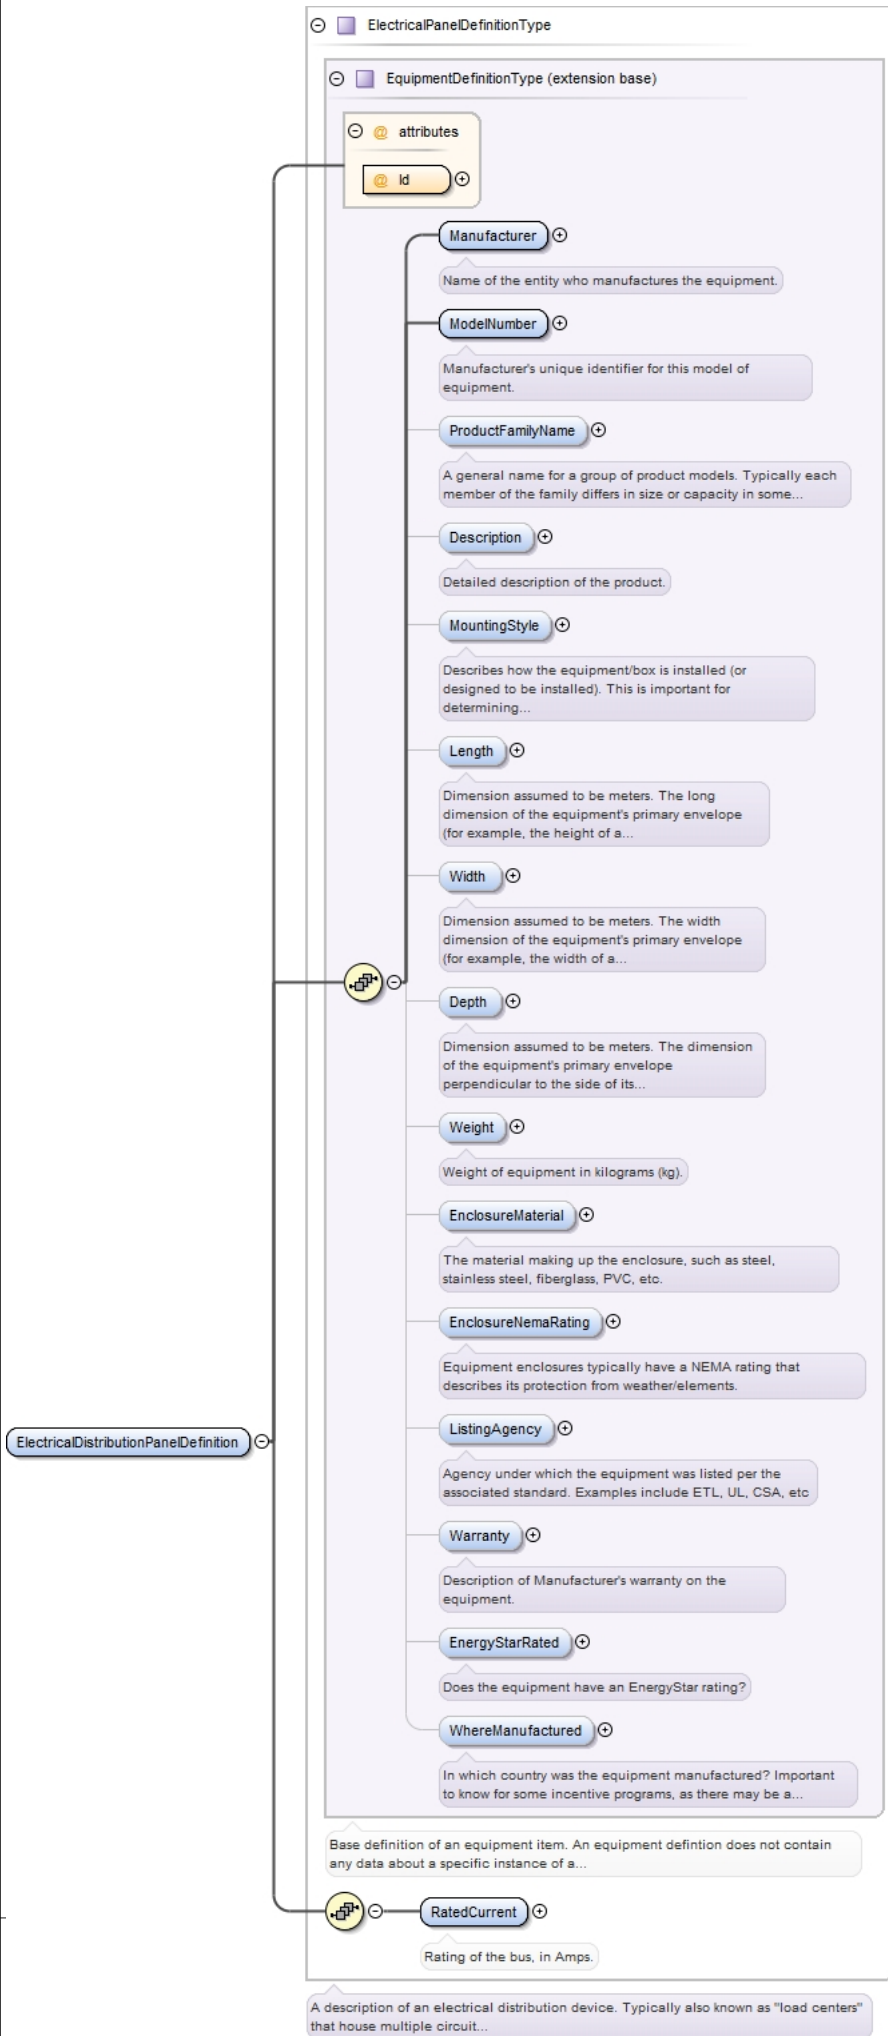 ElectricalPanelDefinitionType
EquipmentDefinitionType (extension base)
@ attributes
@ Id
Manufacturer
Name of the entity who manufactures the equipment.
ModelNumber
Manufacturer's unique identifier for this model of
equipment.
ProductFamilyName
A general name for a group of product models. Typically each
member of the family differs in size or capacity in some...
Description
Detailed description of the product.
MountingStyle
Describes how the equipment/box is installed (or
designed to be installed). This is important for
determining...
Length
Dimension assumed to be meters. The long
dimension of the equipment's primary envelope
(for example, the height of a...
Width
Dimension assumed to be meters. The width
dimension of the equipment's primary envelope
(for example, the width of a...
Depth
Dimension assumed to be meters. The dimension
of the equipment's primary envelope
perpendicular to the side of its...
Weight
Weight of equipment in kilograms (kg).
EnclosureMaterial
The material making up the enclosure, such as steel,
stainless steel, fiberglass, PVC, etc.
EnclosureNemaRating
Equipment enclosures typically have a NEMA rating that
describes its protection from weather/elements.
ElectricalDistributionPanelDefinition
ListingAgency
Agency under which the equipment was listed per the
associated standard. Examples include ETL, UL, CSA, etc
Warranty
Description of Manufacturer's warranty on the
equipment.
EnergyStarRated
Does the equipment have an EnergyStar rating?
WhereManufactured
In which country was the equipment manufactured? Important
to know for some incentive programs, as there may be a...
Base definition of an equipment item. An equipment defintion does not contain
any data about a specific instance of a...
RatedCurrent
Rating of the bus, in Amps.
A description of an electrical distribution device. Typically also known as "load centers"
that house multiple circuit...